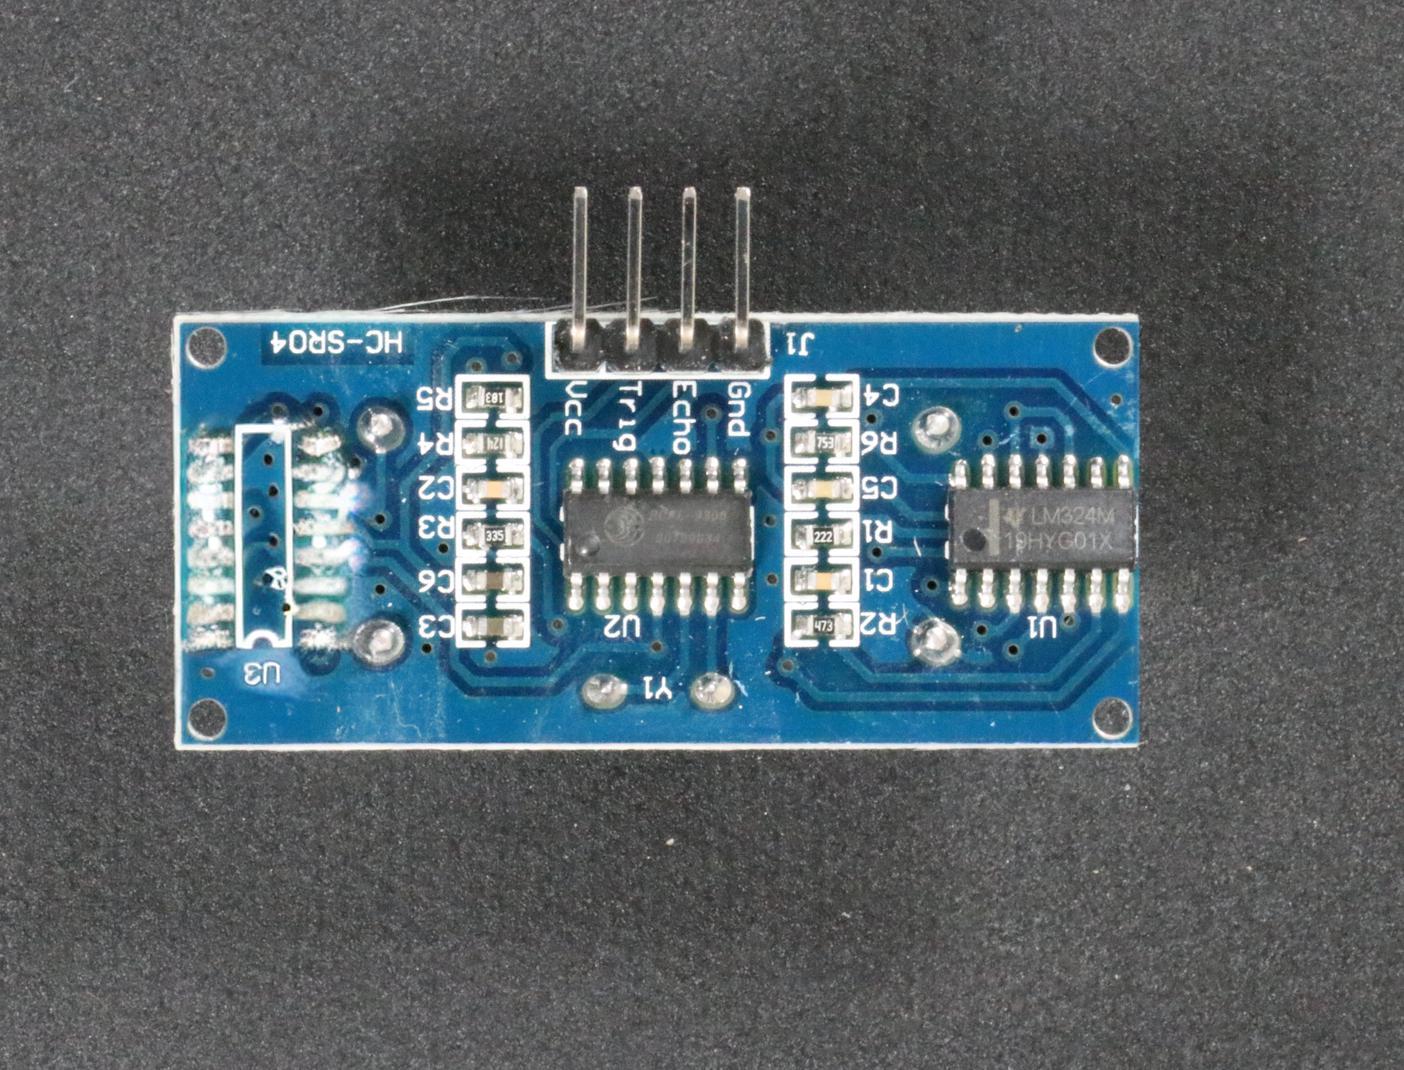 HC-SR04
J1
Vcc
Trig
Echo
Gnd
R5
183
C4
R4
124
R6
753
C2
C5
R3
335
222
R1
LM324M
19HYG01X
C6
C1
C3
U2
473
R2
U1
U3
Y1